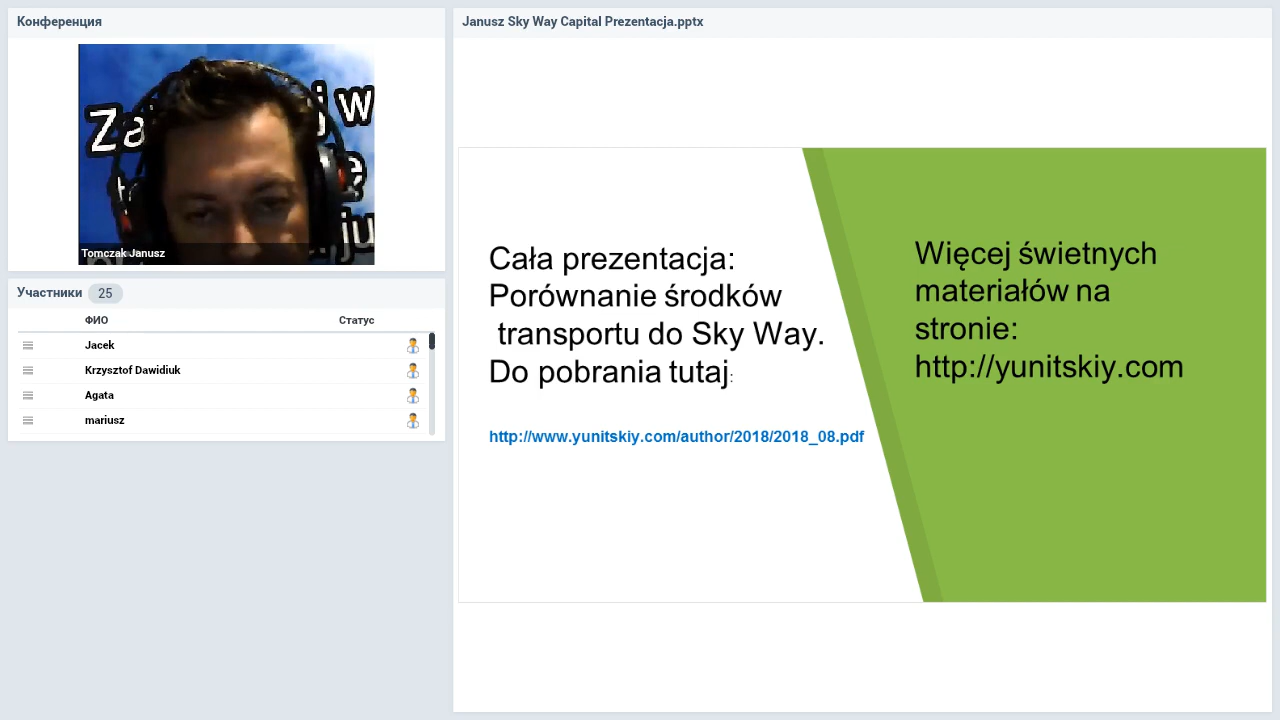 Конференция
Tomczak Janusz
Участники 25
ФИО Статус
Jacek
Krzysztof Dawidiuk
Agata
mariusz
Janusz Sky Way Capital Prezentacja.pptx
Cała prezentacja:
Porównanie środków
transportu do Sky Way.
Do pobrania tutaj:
http://www.yunitskiy.com/author/2018/2018_08.pdf
Więcej świetnych
materiałów na
stronie:
http://yunitskiy.com